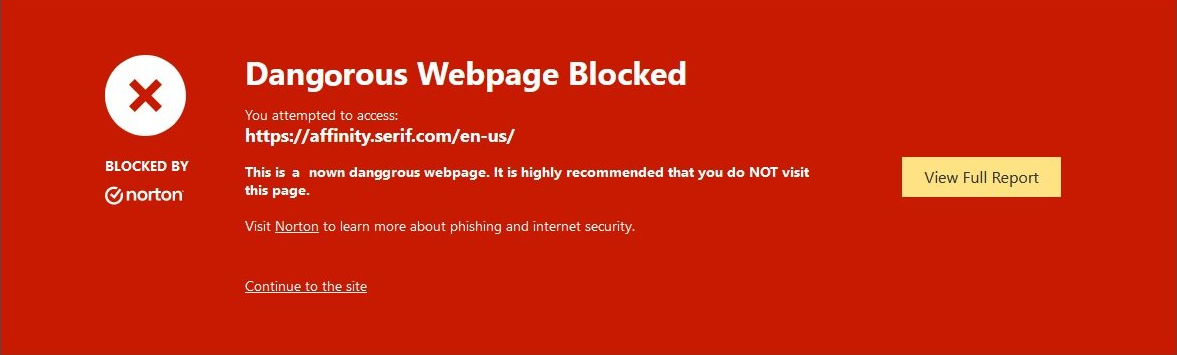 Dangorous Webpage Blocked
You attempted to access:
https://affinity.serif.com/en-us/
BLOCKED BY
norton
This is a nown danggrous webpage. It is highly recommended that you do NOT visit
this page.
View Full Report
Visit Norton to learn more about phishing and internet security.
Continue to the site